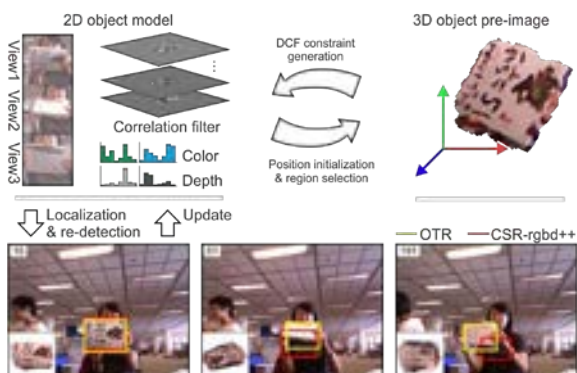 2D object model
3D object pre-image
View1
View2
View3
DCF constraint
generation
Correlation filter
Color
Depth
Position initialization
& region selection
Localization
& re-detection
Update
OTR
CSR-rgbd++